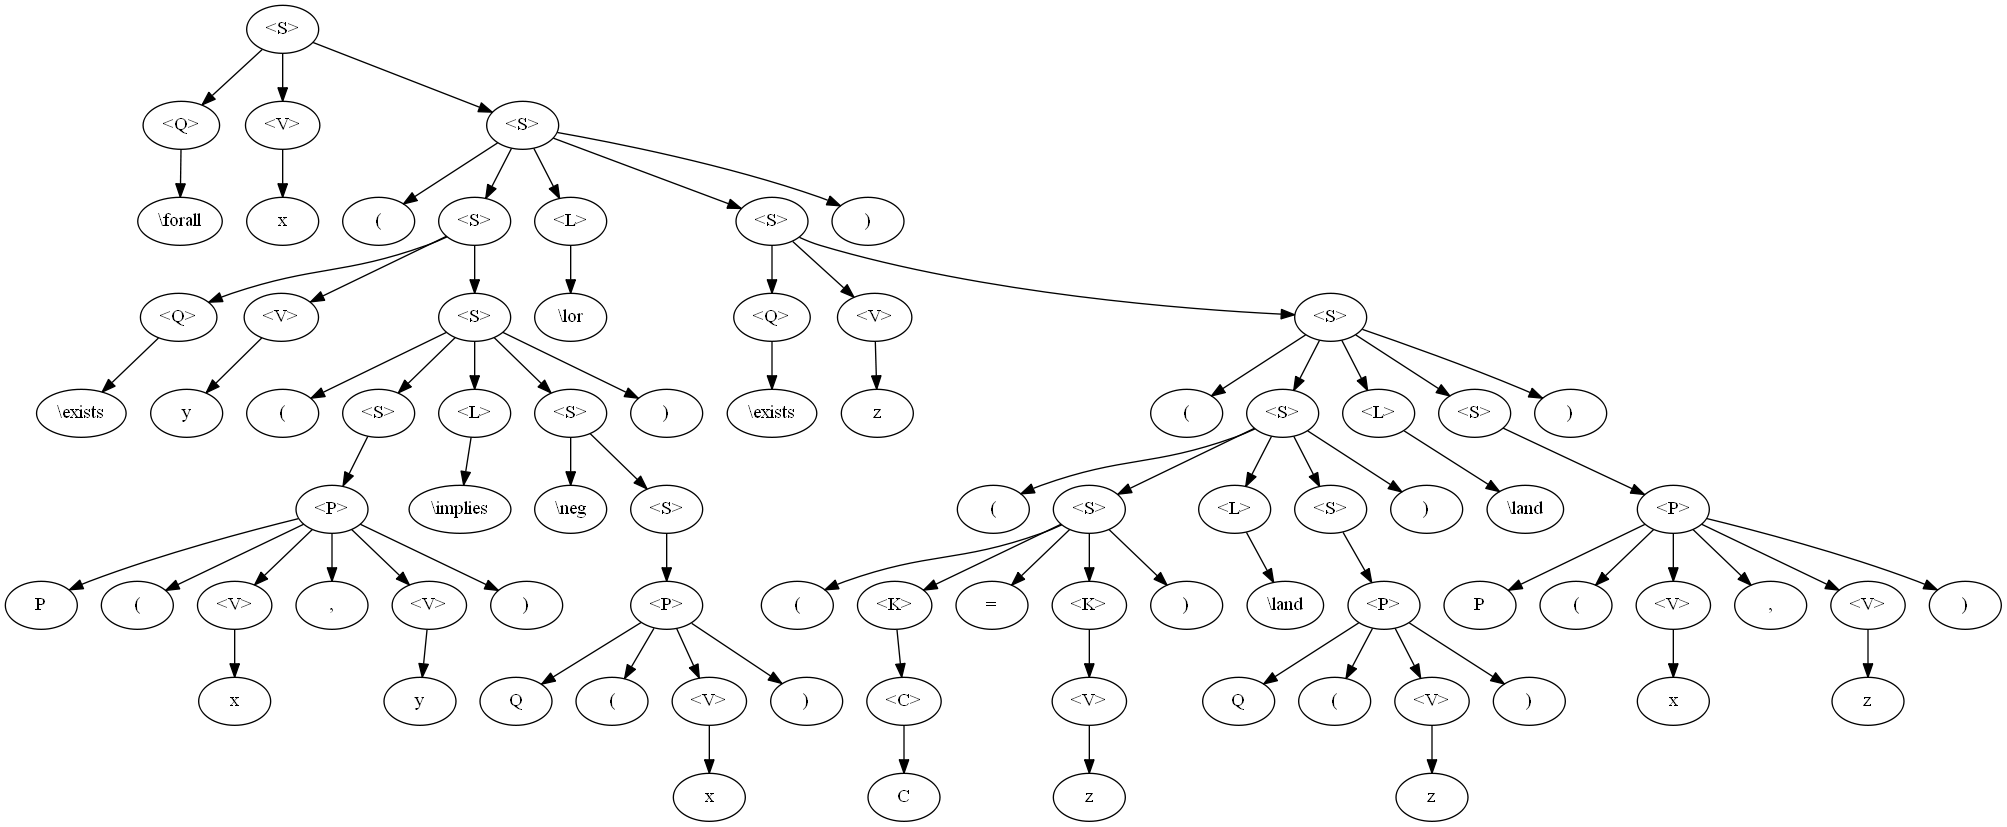 <S>
<Q> <V> <S>
\forall x ( <S> <L> <S> )
<Q> <V> <S> \lor <Q> <V> <S>
\exists y ( <S> <L> <S> ) \exists z ( <S> <L> <S> )
<P> \implies \neg <S> ( <S> <L> <S> ) \land <P>
P ( <V> , <V> ) <P> ( <K> = <K> ) \land <P> P ( <V> , <V> )
x y Q ( <V> ) <C> <V> Q ( <V> ) x z
x C z z